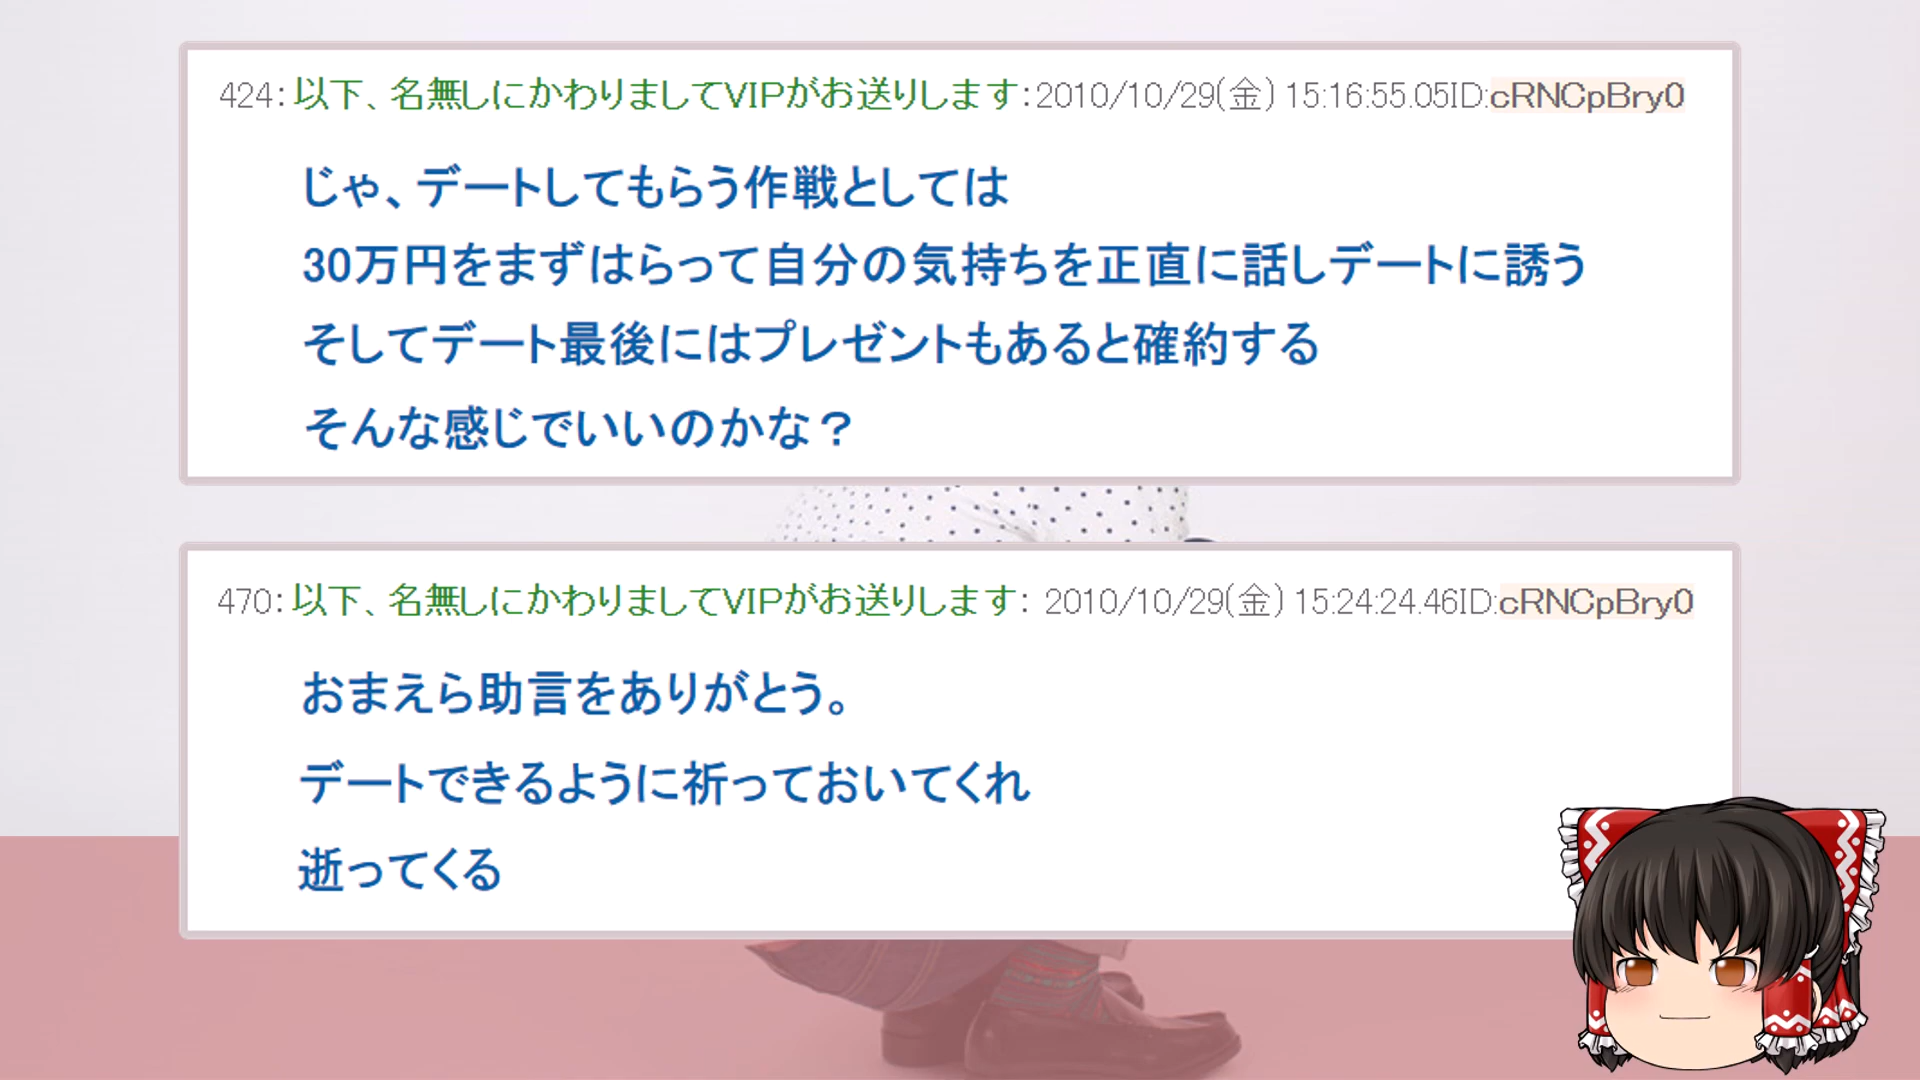 424：以下、名無しにかわりましてVIPがお送りします：2010/10/29(金) 15:16:55.05ID:cRNCpBry0
じゃ、デートしてもらう作戦としては
30万円をまずはらって自分の気持ちを正直に話しデートに誘う
そしてデート最後にはプレゼントもあると確約する
そんな感じでいいのかな？
470：以下、名無しにかわりましてVIPがお送りします： 2010/10/29(金) 15:24:24.46ID:cRNCpBry0
おまえら助言をありがとう。
デートできるように祈っておいてくれ
逝ってくる